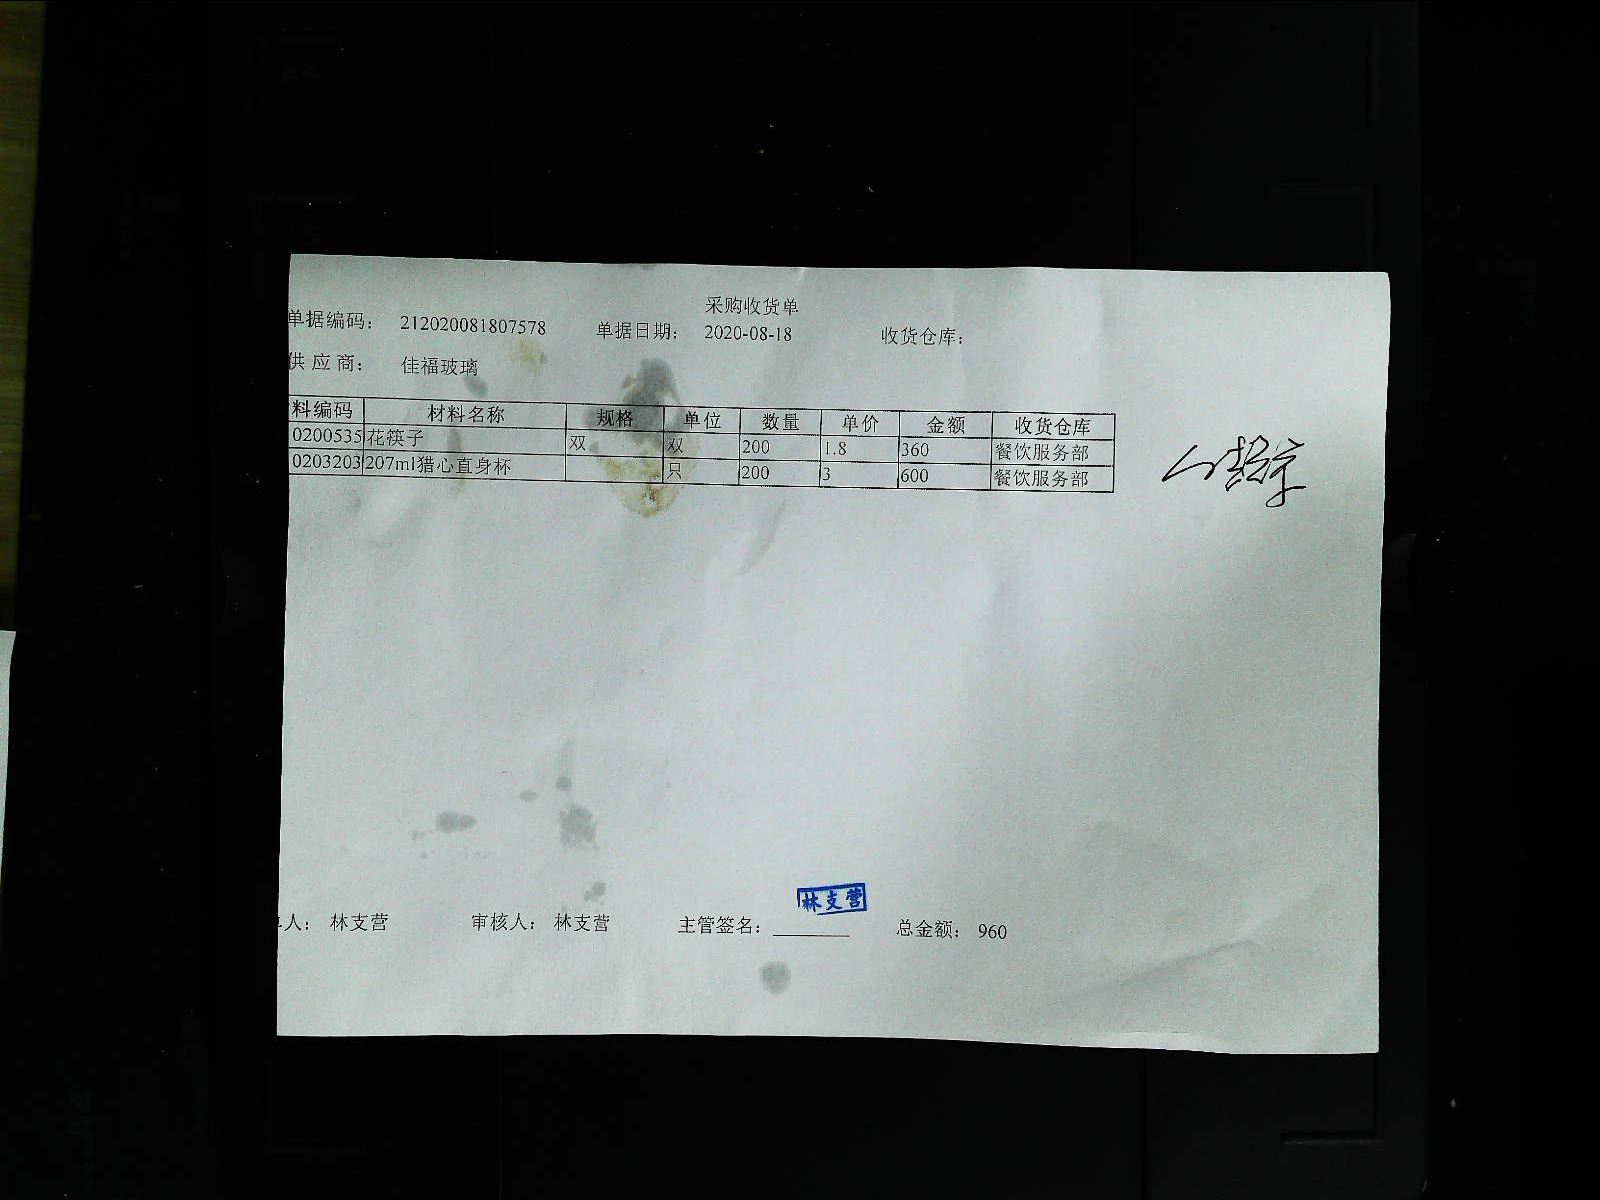 采购收货单
单据编码： 212020081807578 单据日期： 2020-08-18 收货仓库：
供应商： 佳福玻璃
料编码 材料名称 规格 单位 数量 单价 金额 收货仓库
0200535 花筷子 双 双 200 1.8 360 餐饮服务部
0203203 207ml猎心直身杯 只 200 3 600 餐饮服务部
林支营
人： 林支营 审核人： 林支营 主管签名： 总金额： 960